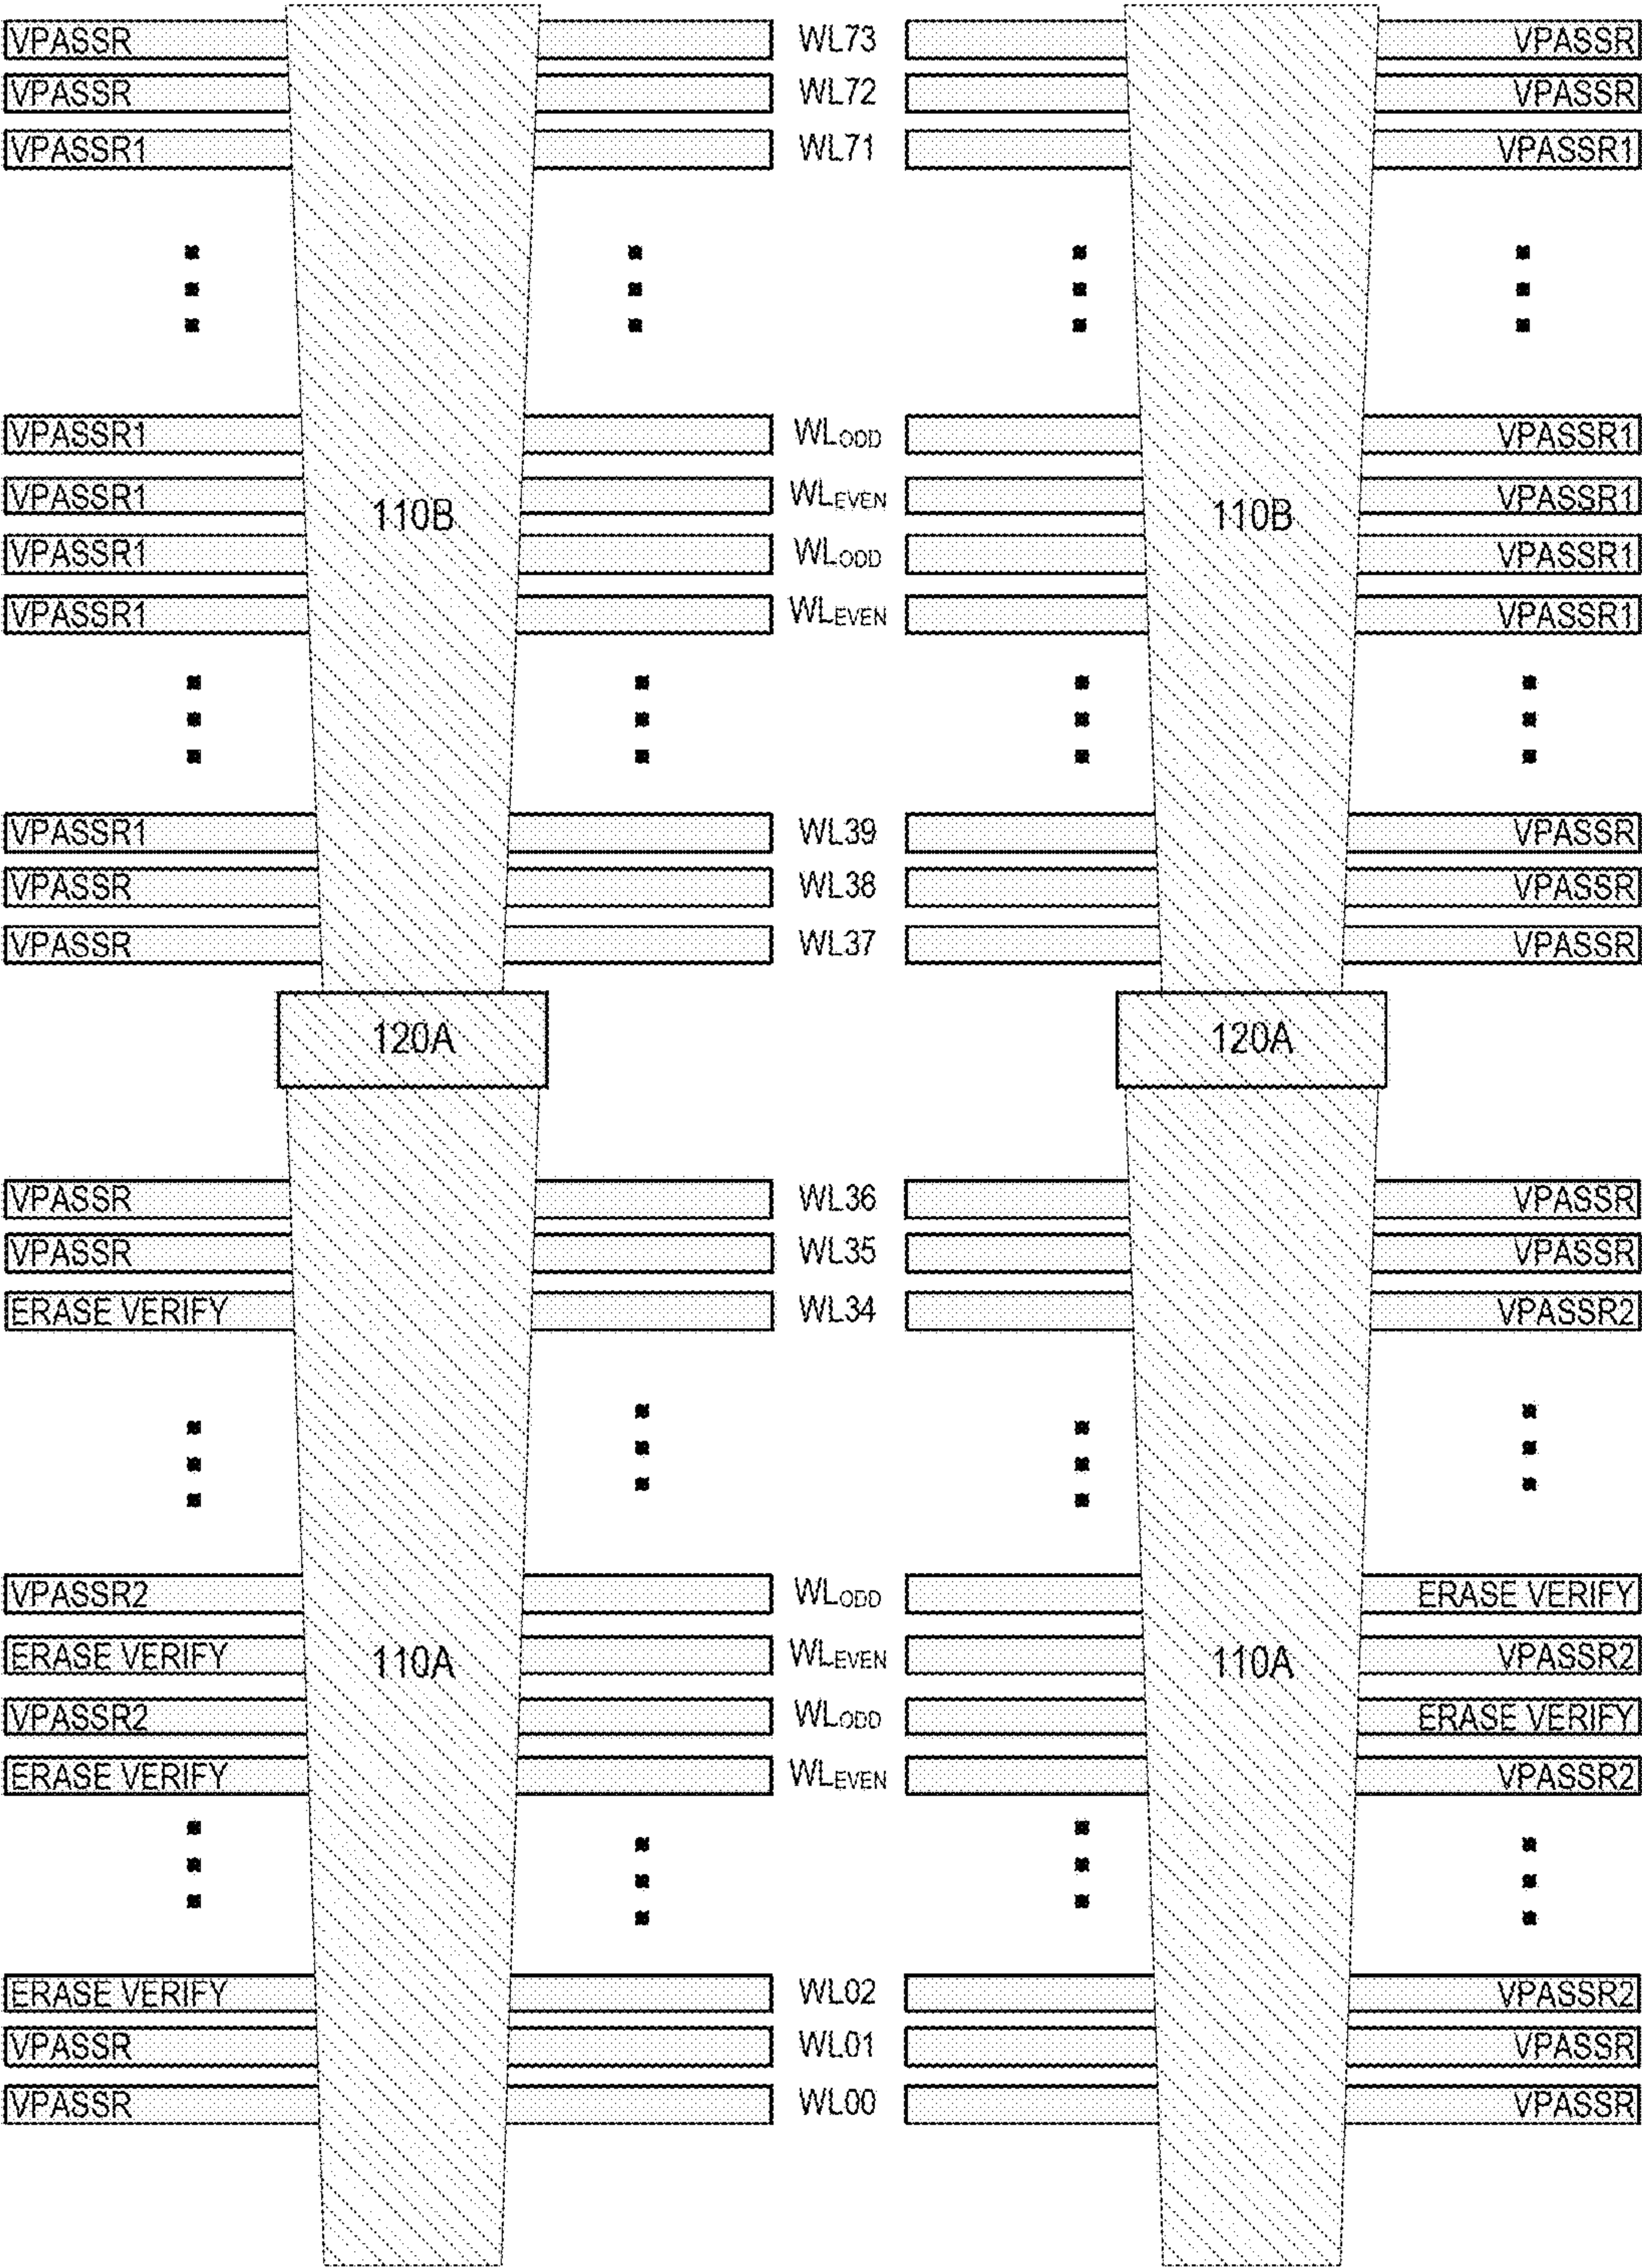 VPASSR WL73 VPASSR
VPASSR WL72 VPASSR
VPASSR1 WL71 VPASSR1
VPASSR1 WLODD VPASSR1
VPASSR1 WLEVEN VPASSR1
110B 110B
VPASSR1 WLODD VPASSR1
VPASSR1 WLEVEN VPASSR1
VPASSR1 WL39 VPASSR
VPASSR WL38 VPASSR
VPASSR WL37 VPASSR
120A 120A
VPASSR WL36 VPASSR
VPASSR WL35 VPASSR
ERASE VERIFY WL34 VPASSR2
VPASSR2 WLODD ERASE VERIFY
ERASE VERIFY 110A WLEVEN 110A VPASSR2
VPASSR2 WLODD ERASE VERIFY
ERASE VERIFY WLEVEN VPASSR2
ERASE VERIFY WL02 VPASSR2
VPASSR WL01 VPASSR
VPASSR WL00 VPASSR